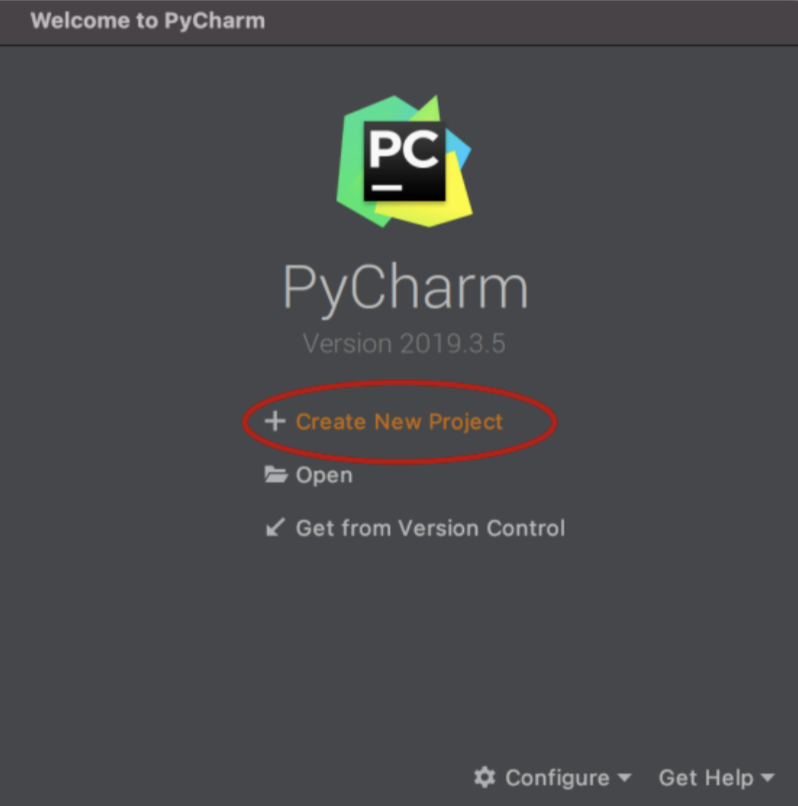 Welcome to PyCharm
PC
PyCharm
Version 2019.3.5
Create New Project
Open
Get from Version Control
Configure Get Help